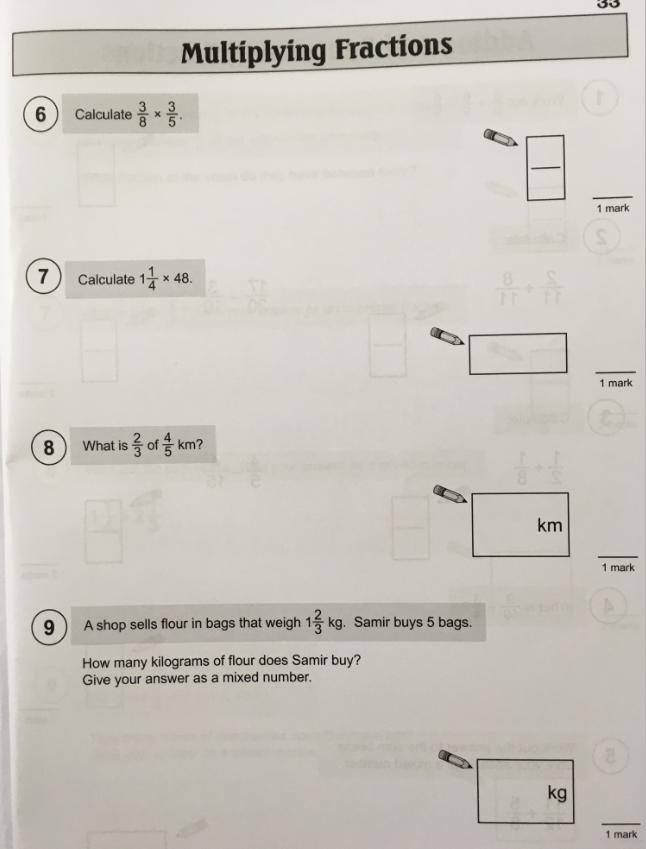 33
Multiplying Fractions
6 Calculate 3/8 × 3/5.
1 mark
7 Calculate 1 1/4 × 48.
1 mark
8 What is 2/3 of 4/5 km?
km
1 mark
9 A shop sells flour in bags that weigh 1 2/3 kg. Samir buys 5 bags.
How many kilograms of flour does Samir buy?
Give your answer as a mixed number.
kg
1 mark